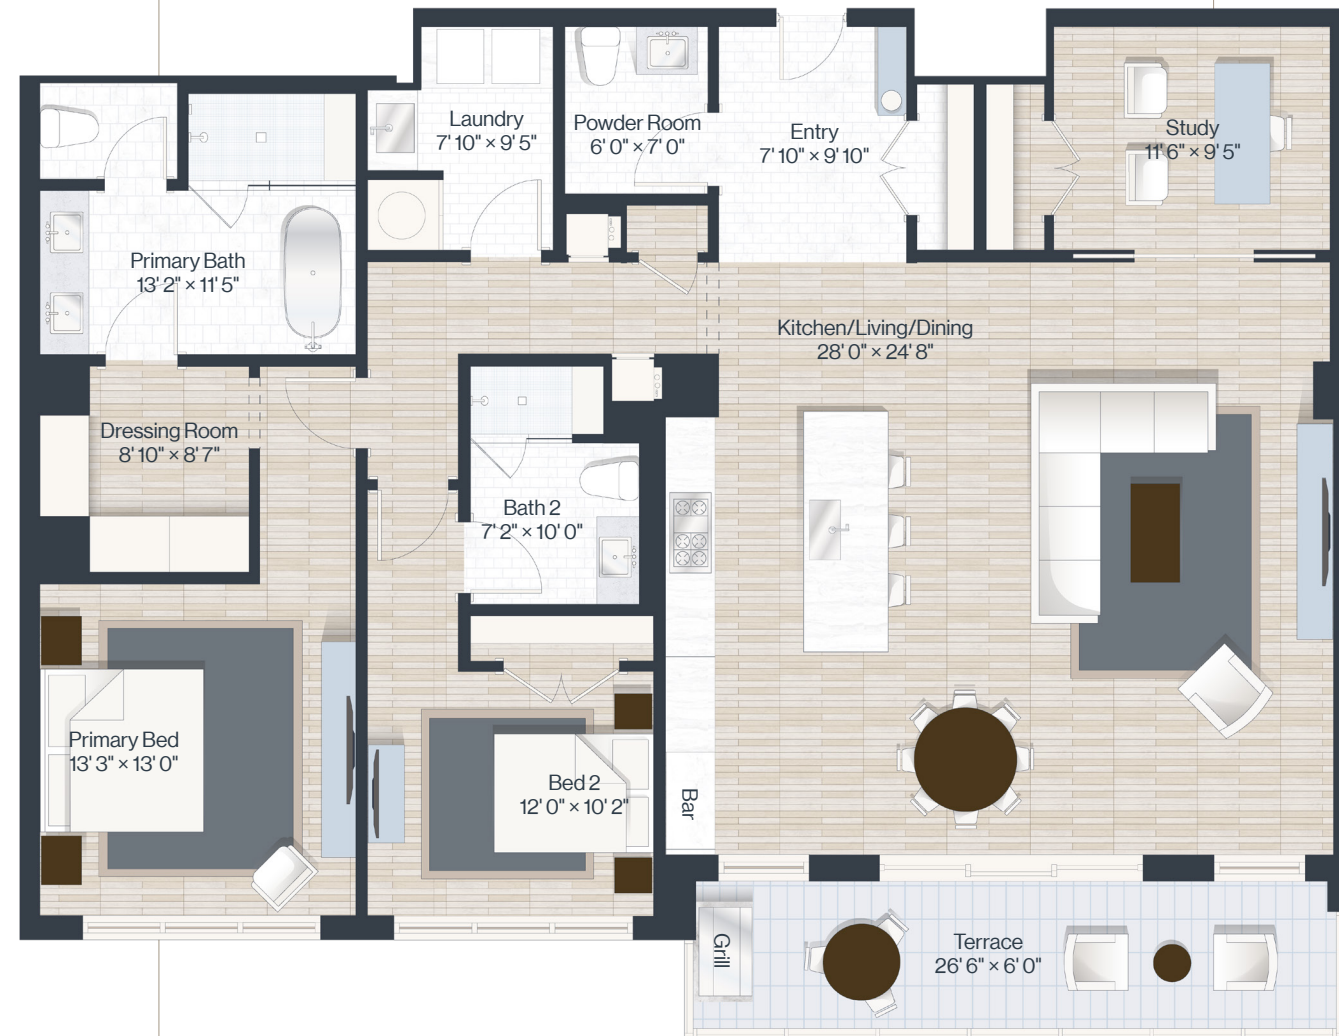 Laundry
7' 10" × 9' 5"
Powder Room
6' 0" × 7' 0"
Entry
7' 10" × 9' 10"
Study
11' 6" × 9' 5"
Primary Bath
13' 2" × 11' 5"
Kitchen/Living/Dining
28' 0" × 24' 8"
Dressing Room
8' 10" × 8' 7"
Bath 2
7' 2" × 10' 0"
Primary Bed
13' 3" × 13' 0"
Bed 2
12' 0" × 10' 2"
Bar
Grill
Terrace
26' 6" × 6' 0"